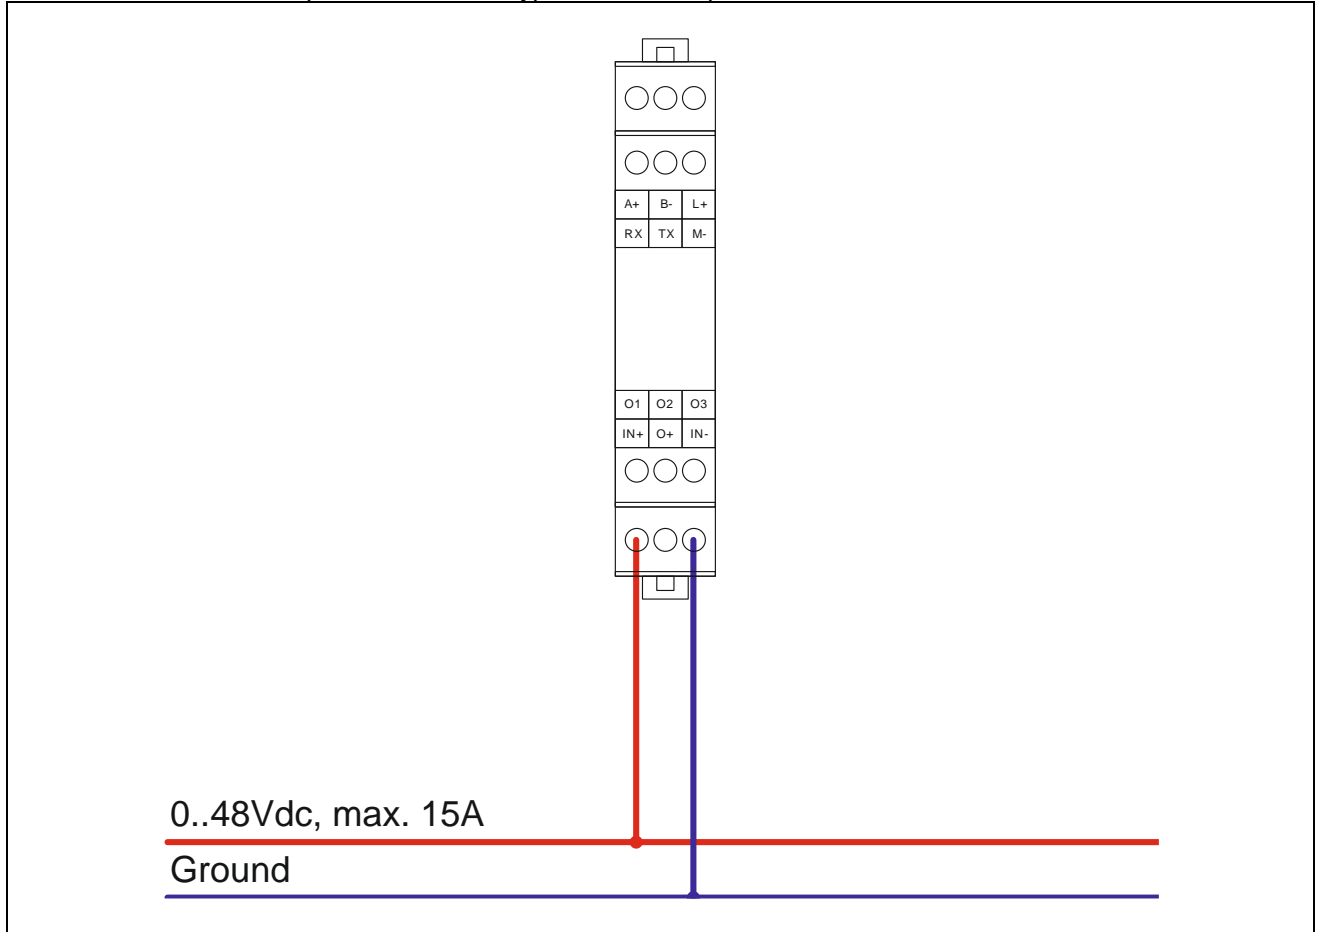 A+ B- L+
RX TX M-
O1 O2 O3
IN+ O+ IN-
0..48Vdc, max. 15A
Ground